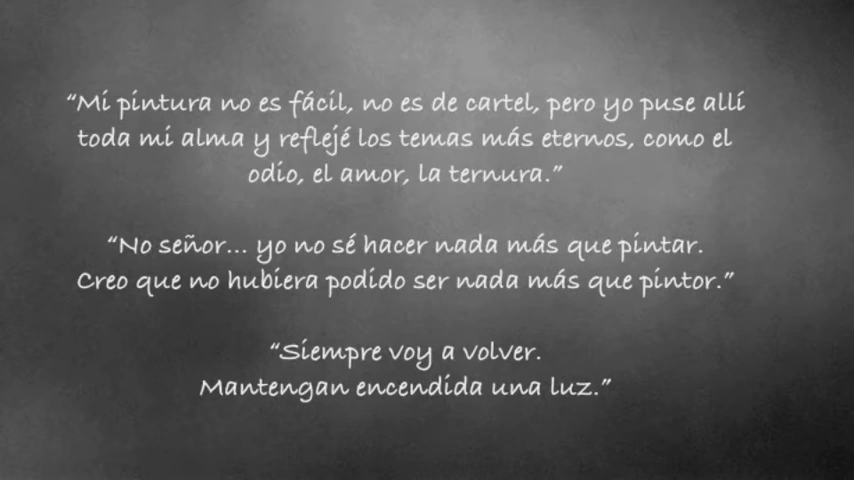 “Mi pintura no es fácil, no es de cartel, pero yo puse allí
toda mi alma y reflejé los temas más eternos, como el
odio, el amor, la ternura.”
“No señor... yo no sé hacer nada más que pintar.
Creo que no hubiera podido ser nada más que pintor.”
“Siempre voy a volver.
Mantengan encendida una luz.”